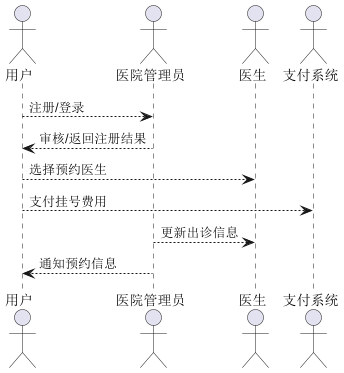 用户 医院管理员 医生 支付系统
注册/登录
审核/返回注册结果
选择预约医生
支付挂号费用
更新出诊信息
通知预约信息
用户 医院管理员 医生 支付系统